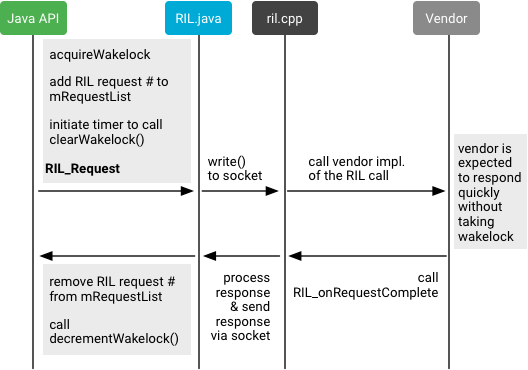 Java API
RIL.java
ril.cpp
Vendor
acquireWakelock
add RIL request # to
mRequestList
initiate timer to call
clearWakelock()
RIL_Request
write()
to socket
call vendor impl.
of the RIL call
vendor is
expected
to respond
quickly
without
taking
wakelock
remove RIL request #
from mRequestList
call
decrementWakelock()
process
response
& send
response
via socket
call
RIL_onRequestComplete